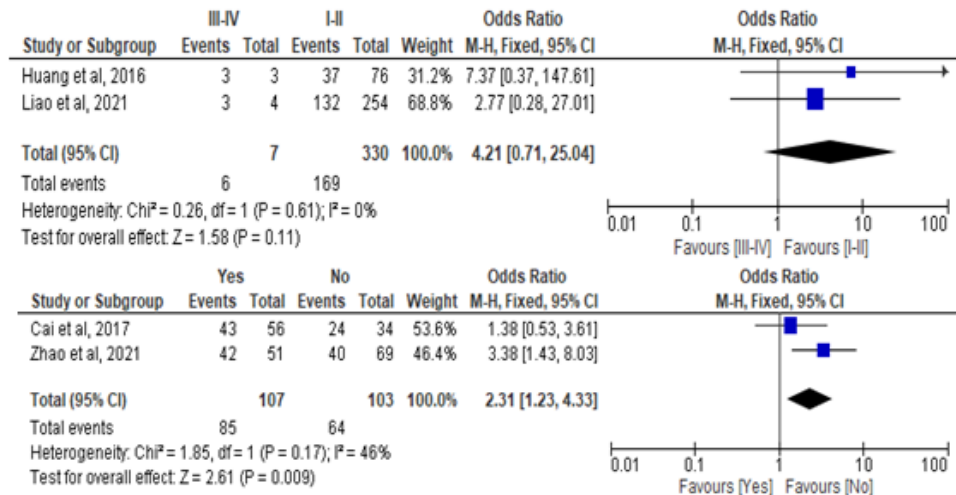 III-IV I-II Odds Ratio Odds Ratio
Study or Subgroup Events Total Events Total Weight M-H, Fixed, 95% CI M-H, Fixed, 95% CI
Huang et al, 2016 3 3 37 76 31.2% 7.37 [0.37, 147.61]
Liao et al, 2021 3 4 132 254 68.8% 2.77 [0.28, 27.01]
Total (95% CI) 7 330 100.0% 4.21 [0.71, 25.04]
Total events 6 169
Heterogeneity: Chi² = 0.26, df = 1 (P = 0.61); I² = 0%
Test for overall effect: Z = 1.58 (P = 0.11)
0.01 0.1 1 10 100
Favours [III-IV] Favours [I-II]
Yes No Odds Ratio Odds Ratio
Study or Subgroup Events Total Events Total Weight M-H, Fixed, 95% CI M-H, Fixed, 95% CI
Cai et al, 2017 43 56 24 34 53.6% 1.38 [0.53, 3.61]
Zhao et al, 2021 42 51 40 69 46.4% 3.38 [1.43, 8.03]
Total (95% CI) 107 103 100.0% 2.31 [1.23, 4.33]
Total events 85 64
Heterogeneity: Chi² = 1.85, df = 1 (P = 0.17); I² = 46%
Test for overall effect: Z = 2.61 (P = 0.009)
0.01 0.1 1 10 100
Favours [Yes] Favours [No]